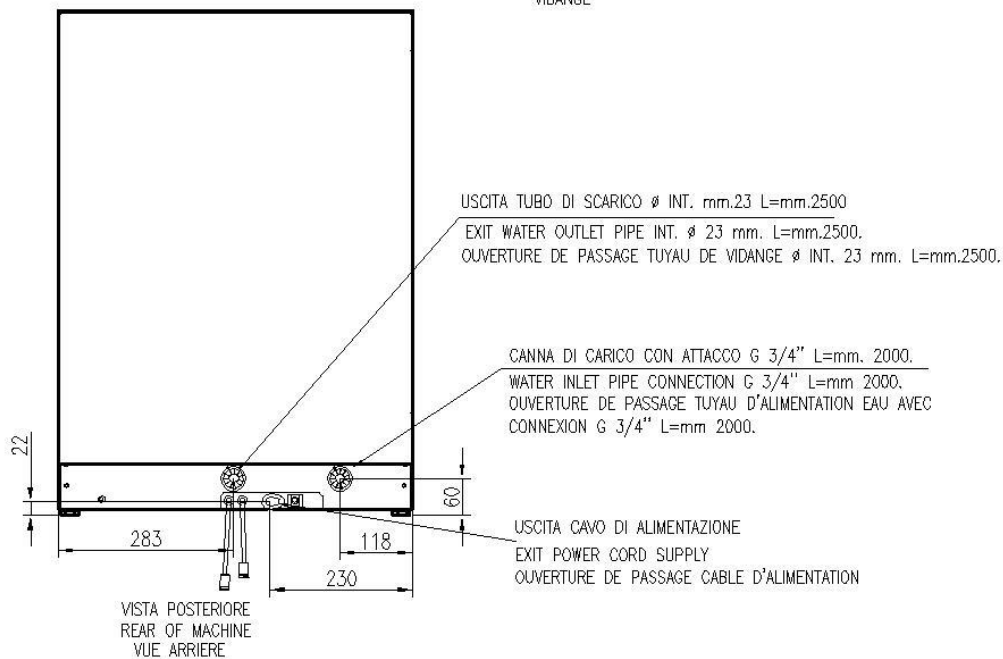 VIDANGE
USCITA TUBO DI SCARICO ø INT. mm.23 L=mm.2500
EXIT WATER OUTLET PIPE INT. ø 23 mm. L=mm.2500.
OUVERTURE DE PASSAGE TUYAU DE VIDANGE ø INT. 23 mm. L=mm.2500.
CANNA DI CARICO CON ATTACCO G 3/4" L=mm. 2000.
WATER INLET PIPE CONNECTION G 3/4" L=mm 2000.
OUVERTURE DE PASSAGE TUYAU D'ALIMENTATION EAU AVEC
CONNEXION G 3/4" L=mm 2000.
22
60
283
118
230
USCITA CAVO DI ALIMENTAZIONE
EXIT POWER CORD SUPPLY
OUVERTURE DE PASSAGE CABLE D'ALIMENTATION
VISTA POSTERIORE
REAR OF MACHINE
VUE ARRIERE